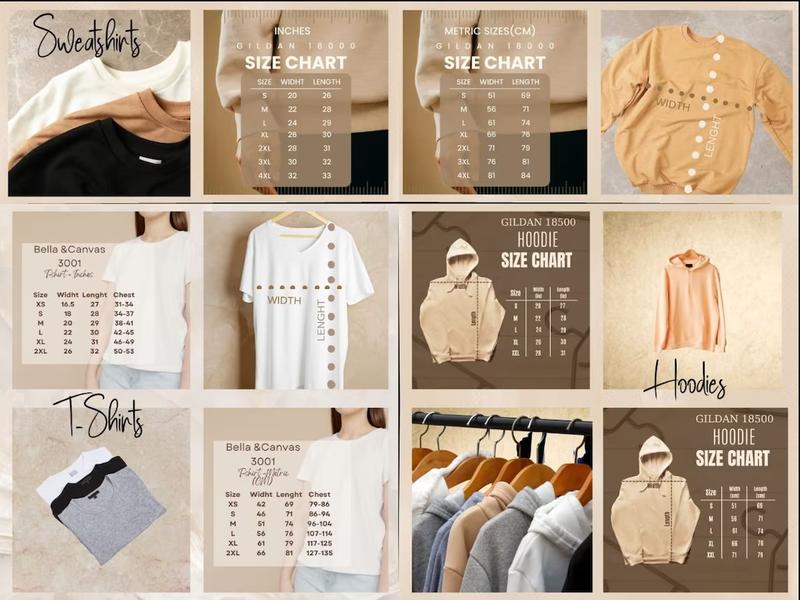 Sweatshirts
INCHES
GILDAN 18000
SIZE CHART
SIZE WIDHT LENGTH
S 20 26
M 22 28
L 24 29
XL 26 30
2XL 28 31
3XL 30 32
4XL 32 33
METRIC SIZES(CM)
GILDAN 18000
SIZE CHART
SIZE WIDHT LENGTH
S 51 69
M 56 71
L 61 74
XL 66 76
2XL 71 79
3XL 76 81
4XL 81 84
WIDTH
LENGHT
Bella &Canvas
3001
T-shirt - Inches
Size Widht Lenght Chest
XS 16.5 27 31-34
S 18 28 34-37
M 20 29 38-41
L 22 30 42-45
XL 24 31 46-49
2XL 26 32 50-53
WIDTH
LENGHT
GILDAN 18500
HOODIE
SIZE CHART
Width
Length
Size Width (in) Length (in)
S 20 27
M 22 28
L 24 29
XL 26 30
XXL 28 31
Hoodies
T-Shirts
Bella &Canvas
3001
T-shirt -Metric
(CM)
Size Widht Lenght Chest
XS 42 69 79-86
S 46 71 86-94
M 51 74 96-104
L 56 76 107-114
XL 61 79 117-125
2XL 66 81 127-135
GILDAN 18500
HOODIE
SIZE CHART
Width
Length
Size Width (cm) Length (cm)
S 51 69
M 56 71
L 61 74
XL 66 76
XXL 71 79